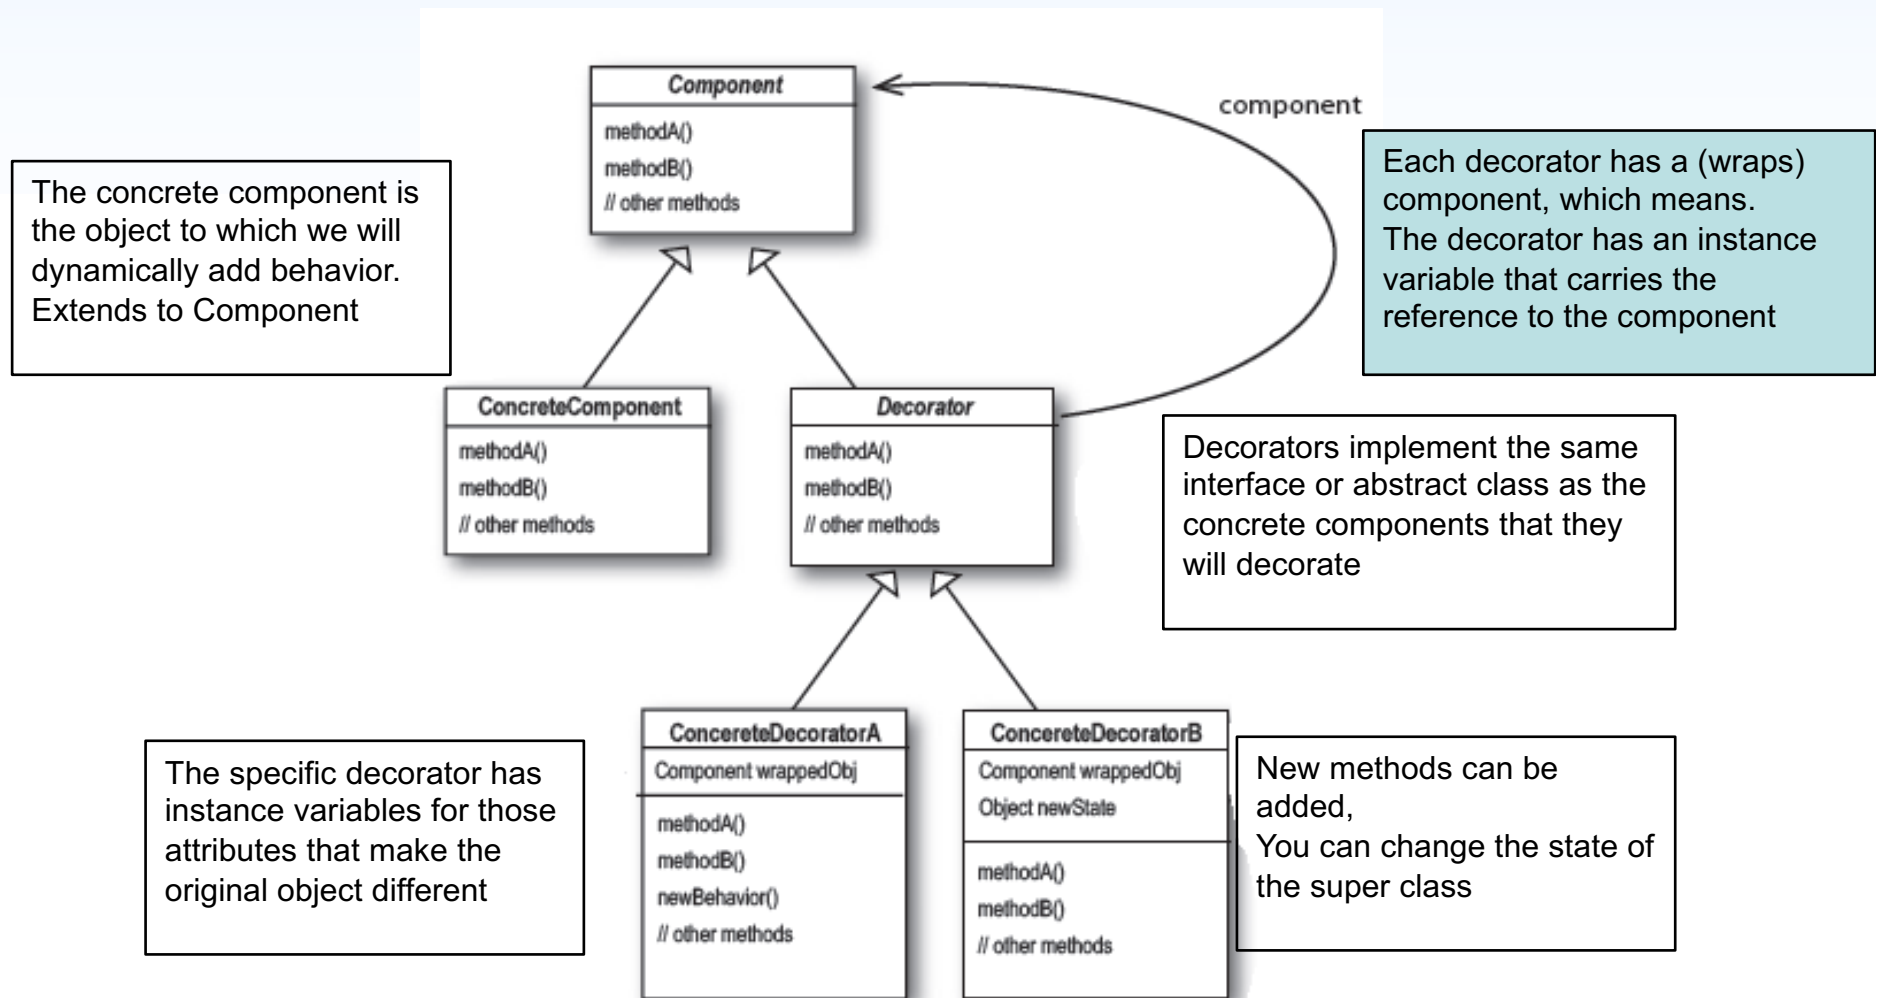 Component
methodA()
methodB()
// other methods
component
Each decorator has a (wraps)
component, which means.
The decorator has an instance
variable that carries the
reference to the component
The concrete component is
the object to which we will
dynamically add behavior.
Extends to Component
ConcreteComponent
methodA()
methodB()
// other methods
Decorator
methodA()
methodB()
// other methods
Decorators implement the same
interface or abstract class as the
concrete components that they
will decorate
The specific decorator has
instance variables for those
attributes that make the
original object different
ConcereteDecoratorA
Component wrappedObj
methodA()
methodB()
newBehavior()
// other methods
ConcereteDecoratorB
Component wrappedObj
Object newState
methodA()
methodB()
// other methods
New methods can be
added,
You can change the state of
the super class